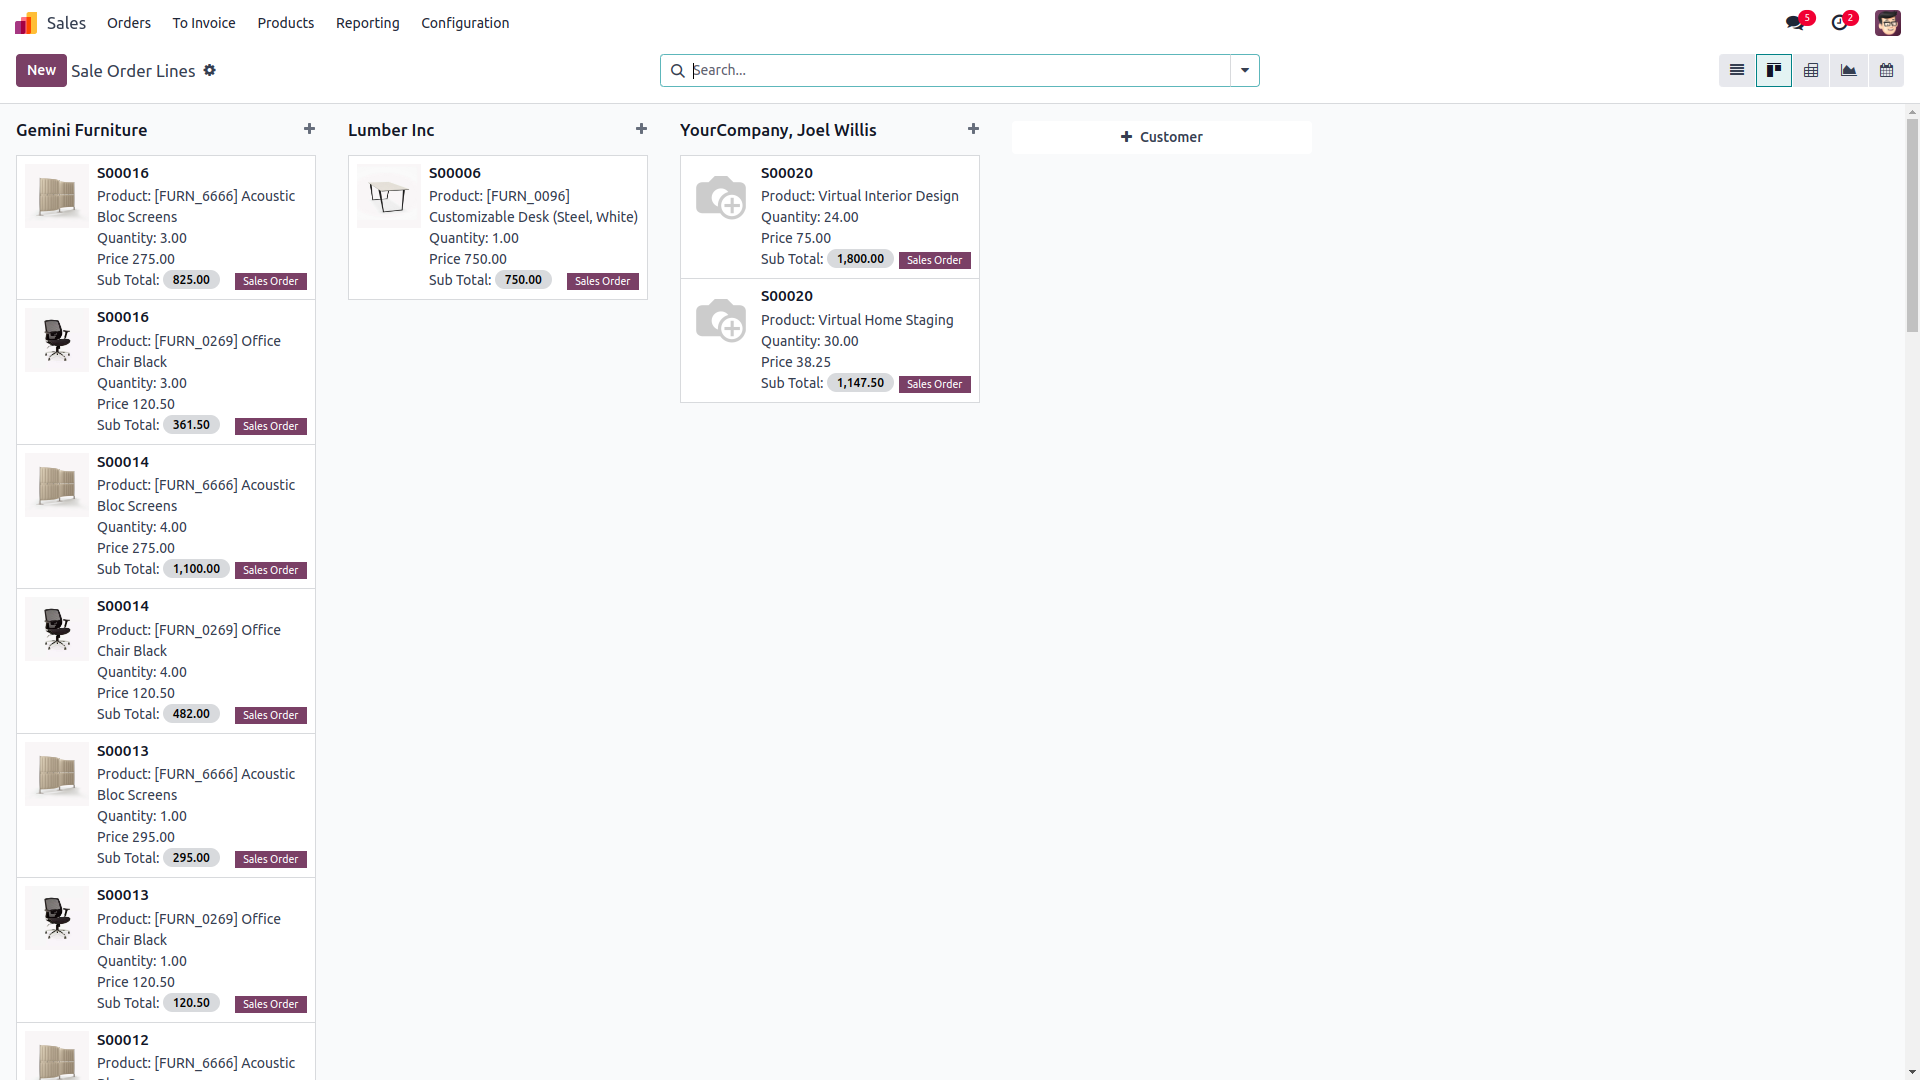 Sales Orders To Invoice Products Reporting Configuration 5 2
New Sale Order Lines Search...
Gemini Furniture
S00016
Product: [FURN_6666] Acoustic
Bloc Screens
Quantity: 3.00
Price 275.00
Sub Total: 825.00 Sales Order
S00016
Product: [FURN_0269] Office
Chair Black
Quantity: 3.00
Price 120.50
Sub Total: 361.50 Sales Order
S00014
Product: [FURN_6666] Acoustic
Bloc Screens
Quantity: 4.00
Price 275.00
Sub Total: 1,100.00 Sales Order
S00014
Product: [FURN_0269] Office
Chair Black
Quantity: 4.00
Price 120.50
Sub Total: 482.00 Sales Order
S00013
Product: [FURN_6666] Acoustic
Bloc Screens
Quantity: 1.00
Price 295.00
Sub Total: 295.00 Sales Order
S00013
Product: [FURN_0269] Office
Chair Black
Quantity: 1.00
Price 120.50
Sub Total: 120.50 Sales Order
S00012
Product: [FURN_6666] Acoustic
Lumber Inc
S00006
Product: [FURN_0096]
Customizable Desk (Steel, White)
Quantity: 1.00
Price 750.00
Sub Total: 750.00 Sales Order
YourCompany, Joel Willis
S00020
Product: Virtual Interior Design
Quantity: 24.00
Price 75.00
Sub Total: 1,800.00 Sales Order
S00020
Product: Virtual Home Staging
Quantity: 30.00
Price 38.25
Sub Total: 1,147.50 Sales Order
Customer